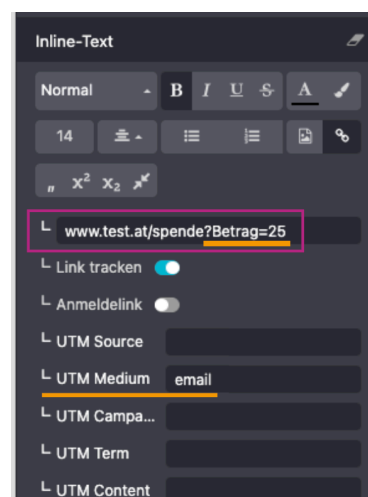 Inline-Text
Normal B I U S A
14
„ x² x₂
www.test.at/spende?Betrag=25
Link tracken
Anmeldelink
UTM Source
UTM Medium email
UTM Campa...
UTM Term
UTM Content